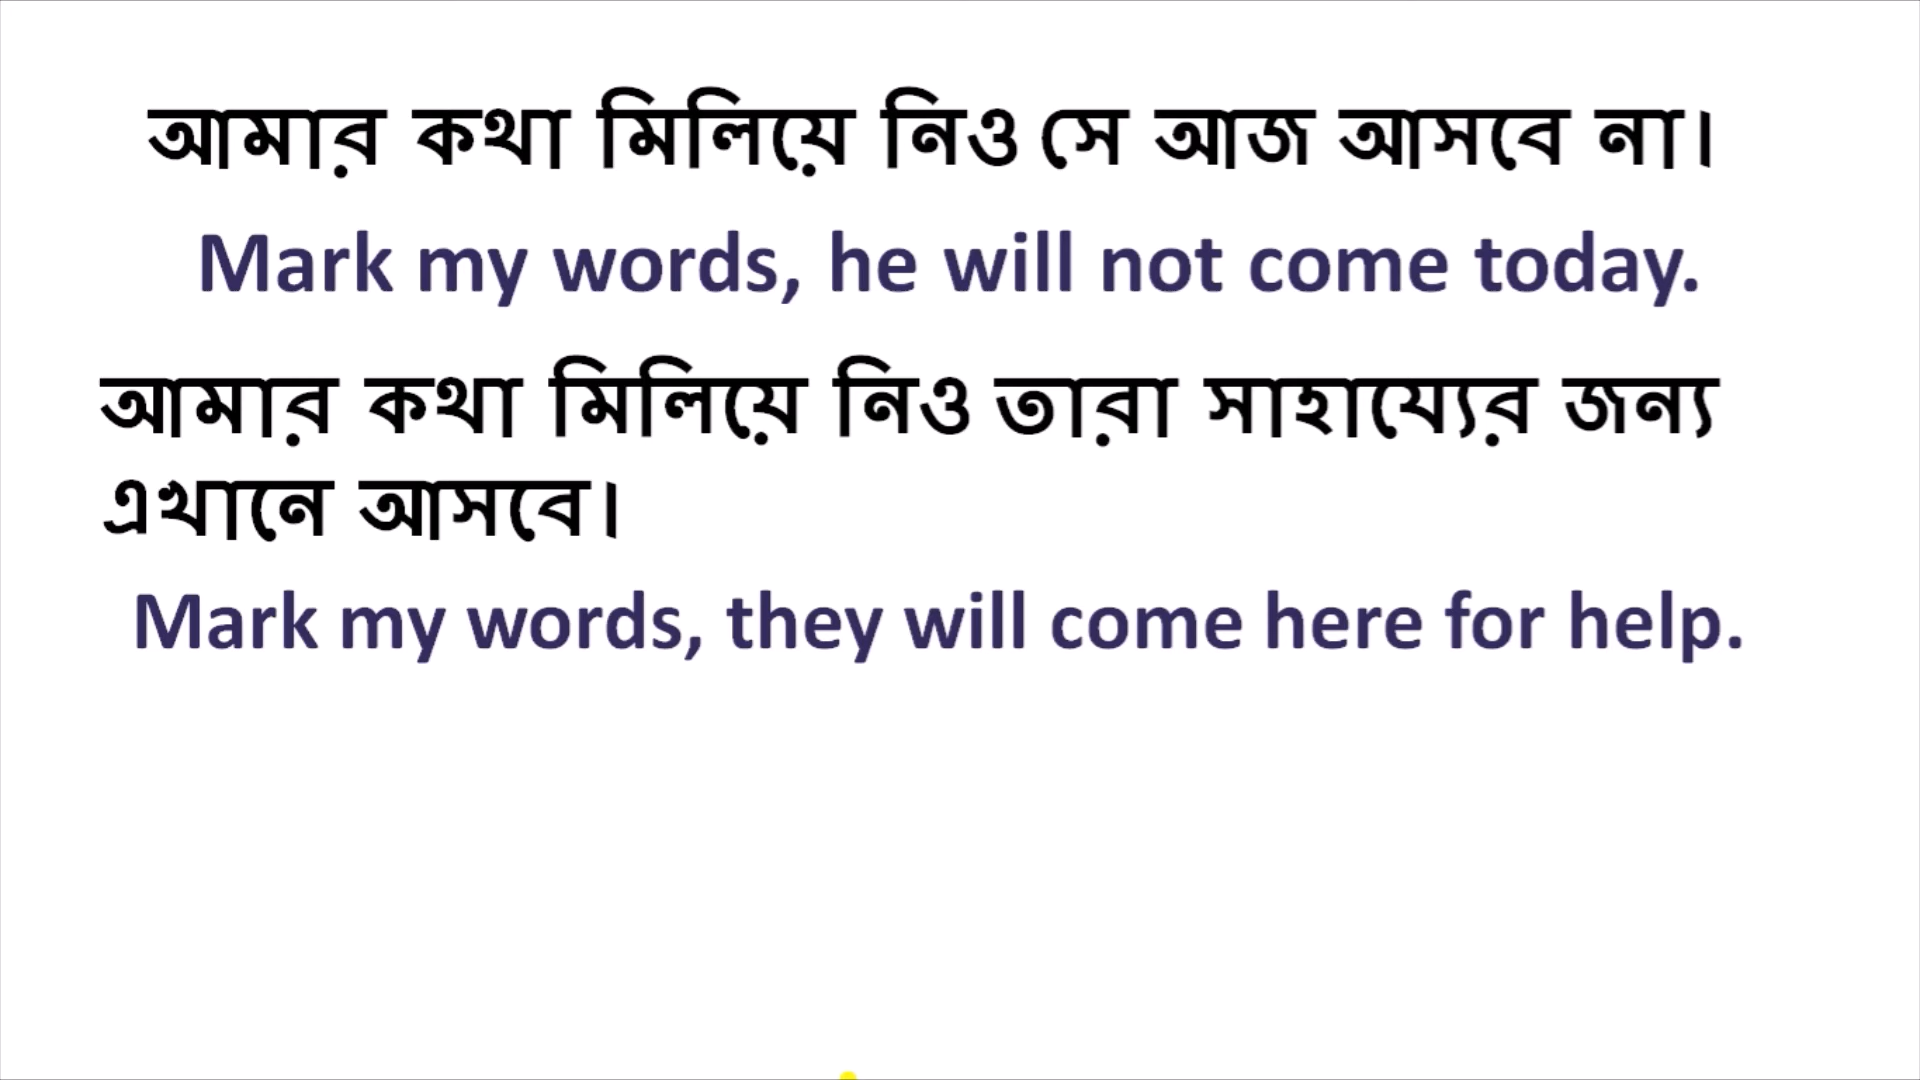 আমার কথা মিলিয়ে নিও সে আজ আসবে না।
Mark my words, he will not come today.
আমার কথা মিলিয়ে নিও তারা সাহায্যের জন্য
এখানে আসবে।
Mark my words, they will come here for help.